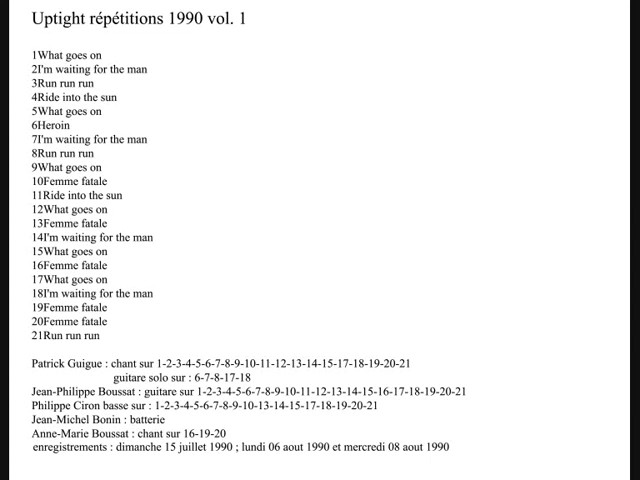 Uptight répétitions 1990 vol. 1
1What goes on
2I'm waiting for the man
3Run run run
4Ride into the sun
5What goes on
6Heroin
7I'm waiting for the man
8Run run run
9What goes on
10Femme fatale
11Ride into the sun
12What goes on
13Femme fatale
14I'm waiting for the man
15What goes on
16Femme fatale
17What goes on
18I'm waiting for the man
19Femme fatale
20Femme fatale
21Run run run
Patrick Guigue : chant sur 1-2-3-4-5-6-7-8-9-10-11-12-13-14-15-17-18-19-20-21
guitare solo sur : 6-7-8-17-18
Jean-Philippe Boussat : guitare sur 1-2-3-4-5-6-7-8-9-10-11-12-13-14-15-16-17-18-19-20-21
Philippe Ciron basse sur : 1-2-3-4-5-6-7-8-9-10-13-14-15-17-18-19-20-21
Jean-Michel Bonin : batterie
Anne-Marie Boussat : chant sur 16-19-20
enregistrements : dimanche 15 juillet 1990 ; lundi 06 aout 1990 et mercredi 08 aout 1990